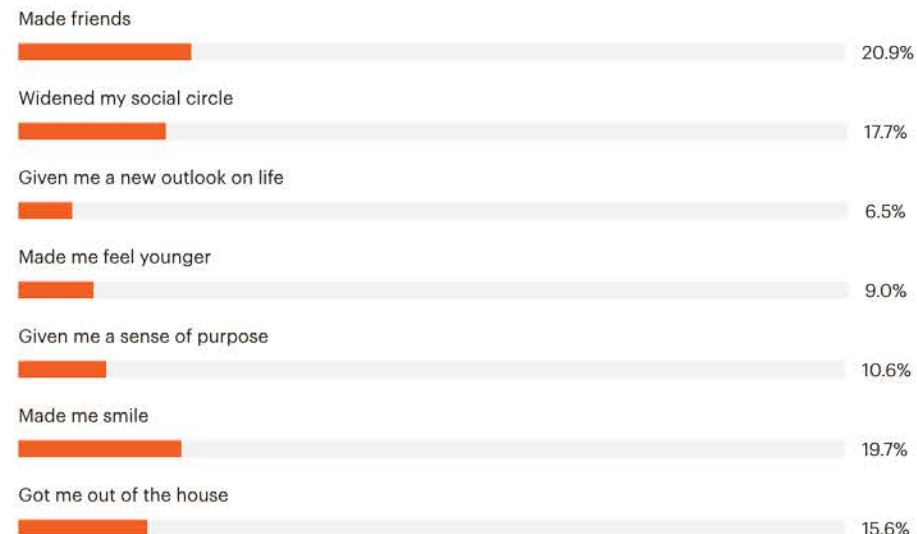 Made friends
20.9%
Widened my social circle
17.7%
Given me a new outlook on life
6.5%
Made me feel younger
9.0%
Given me a sense of purpose
10.6%
Made me smile
19.7%
Got me out of the house
15.6%